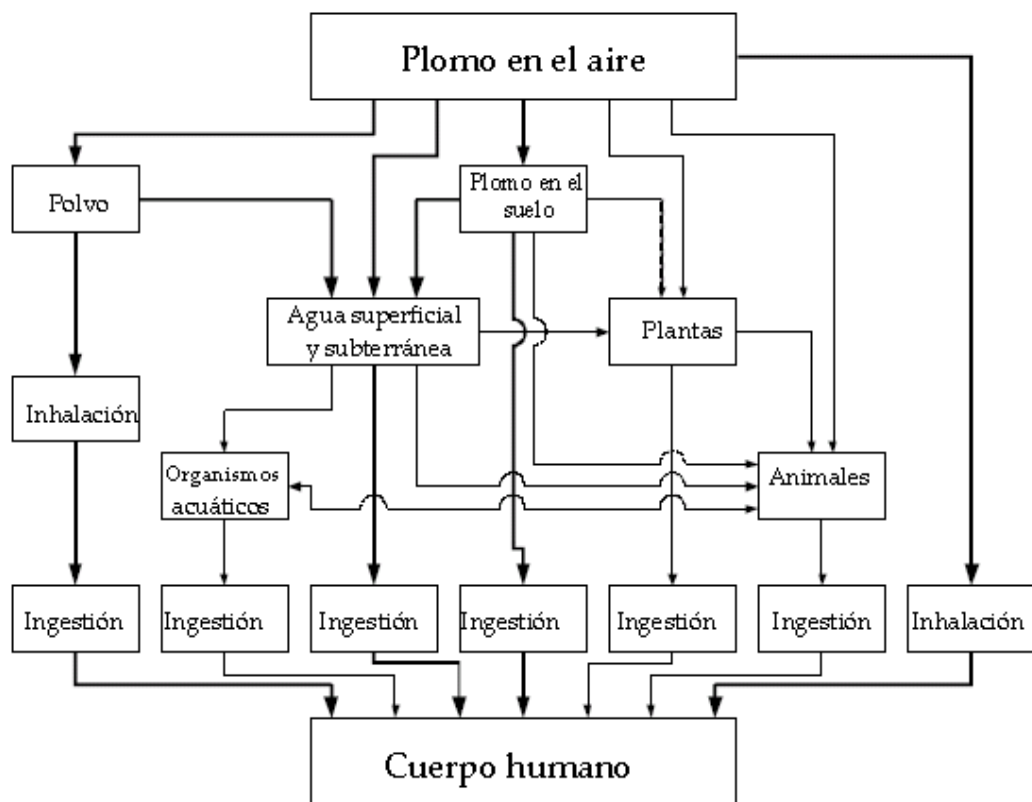 Plomo en el aire
Polvo
Plomo en el
suelo
Agua superficial
y subterránea
Plantas
Inhalación
Organismos
acuáticos
Animales
Ingestión
Ingestión
Ingestión
Ingestión
Ingestión
Ingestión
Inhalación
Cuerpo humano